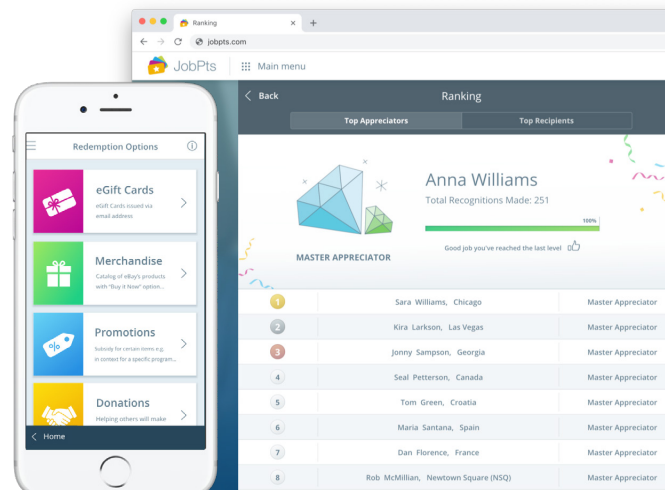 Ranking
jobpts.com
JobPts
Main menu
Back
Ranking
Top Appreciators
Top Recipients
Anna Williams
Total Recognitions Made: 251
100%
Good job you've reached the last level
MASTER APPRECIATOR
1 Sara Williams, Chicago Master Appreciator
2 Kira Larkson, Las Vegas Master Appreciator
3 Jonny Sampson, Georgia Master Appreciator
4 Seal Petterson, Canada Master Appreciator
5 Tom Green, Croatia Master Appreciator
6 Maria Santana, Spain Master Appreciator
7 Dan Florence, France Master Appreciator
8 Rob McMillian, Newtown Square (NSQ) Master Appreciator
Redemption Options
eGift Cards
eGift Cards issued via
email address
Merchandise
Catalog of eBay's products
with "Buy it Now" option...
Promotions
Subsidy for certain items e.g.
in context for a specific program...
Donations
Helping others will make
Home